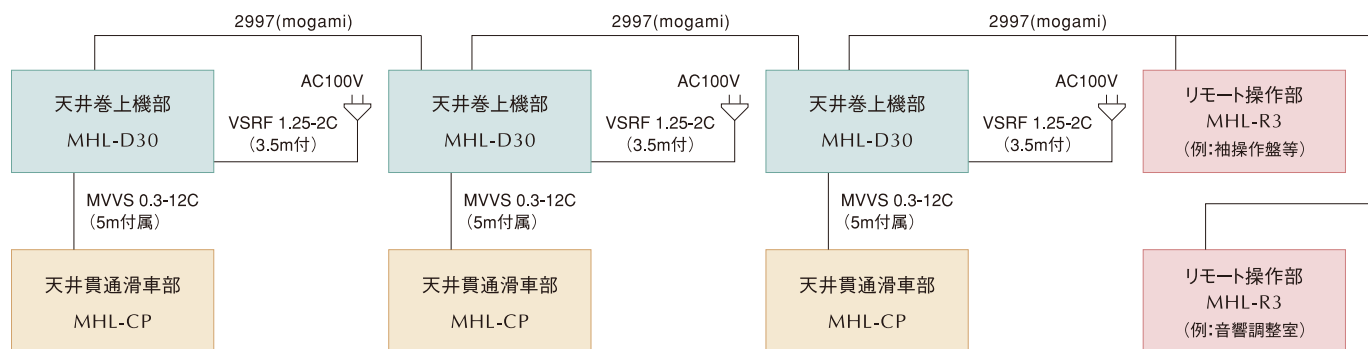 2997(mogami)
2997(mogami)
2997(mogami)
天井巻上機部
MHL-D30
AC100V
VSRF 1.25-2C
（3.5m付）
天井巻上機部
MHL-D30
AC100V
VSRF 1.25-2C
（3.5m付）
天井巻上機部
MHL-D30
AC100V
VSRF 1.25-2C
（3.5m付）
リモート操作部
MHL-R3
（例：袖操作盤等）
MVVS 0.3-12C
（5m付属）
MVVS 0.3-12C
（5m付属）
MVVS 0.3-12C
（5m付属）
天井貫通滑車部
MHL-CP
天井貫通滑車部
MHL-CP
天井貫通滑車部
MHL-CP
リモート操作部
MHL-R3
（例：音響調整室）